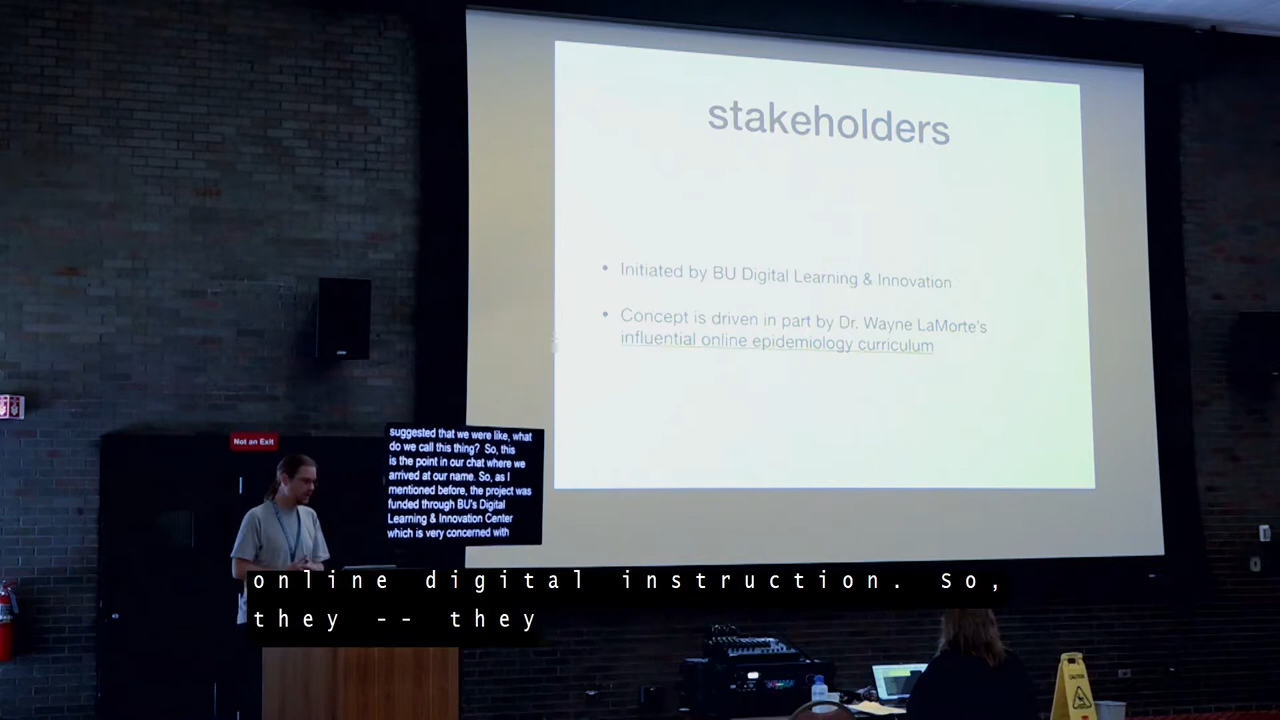 stakeholders
• Initiated by BU Digital Learning & Innovation
• Concept is driven in part by Dr. Wayne LaMorte's
influential online epidemiology curriculum
Not an Exit
suggested that we were like, what
do we call this thing? So, this
is the point in our chat where we
arrived at our name. So, as I
mentioned before, the project was
funded through BU's Digital
Learning & Innovation Center
which is very concerned with
online digital instruction. So,
they -- they
CAUTION